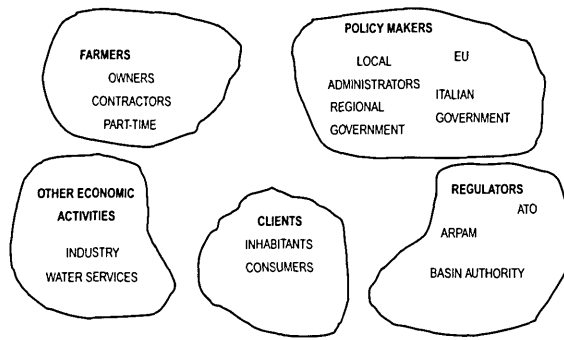 FARMERS
OWNERS
CONTRACTORS
PART-TIME
POLICY MAKERS
LOCAL
ADMINISTRATORS
REGIONAL
GOVERNMENT
EU
ITALIAN
GOVERNMENT
OTHER ECONOMIC
ACTIVITIES
INDUSTRY
WATER SERVICES
CLIENTS
INHABITANTS
CONSUMERS
REGULATORS
ATO
ARPAM
BASIN AUTHORITY